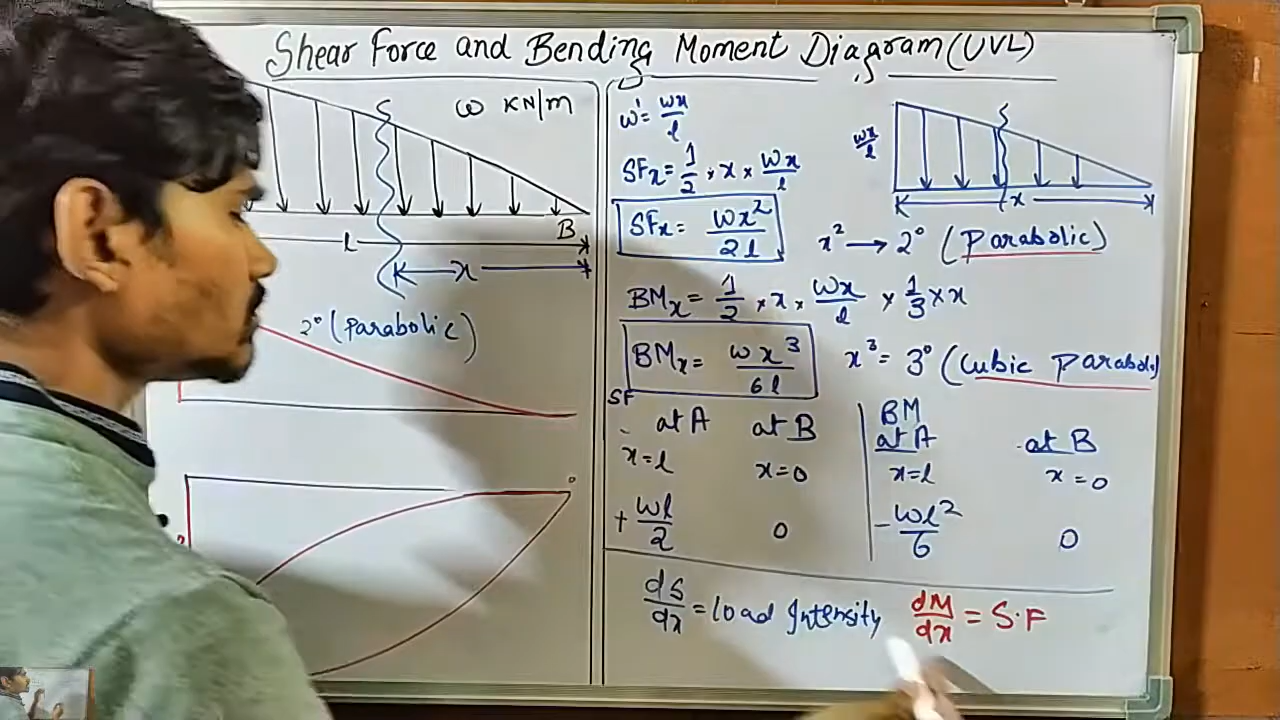 Shear Force and Bending Moment Diagram (UVL)
ω KN/m
B
l
x
2° (Parabolic)
0
w' = wx/l
SFx = 1/2 × x × wx/l
SFx = wx²/2l
wx/l
x
x² → 2° (Parabolic)
BMx = 1/2 × x × wx/l × 1/3 × x
BMx = wx³/6l
x³ = 3° (Cubic Parabola)
SF
at A at B
x=l x=0
+ wl/2 0
BM
at A at B
x=l x=0
- wl²/6 0
dS/dx = Load Intensity
dM/dx = S.F